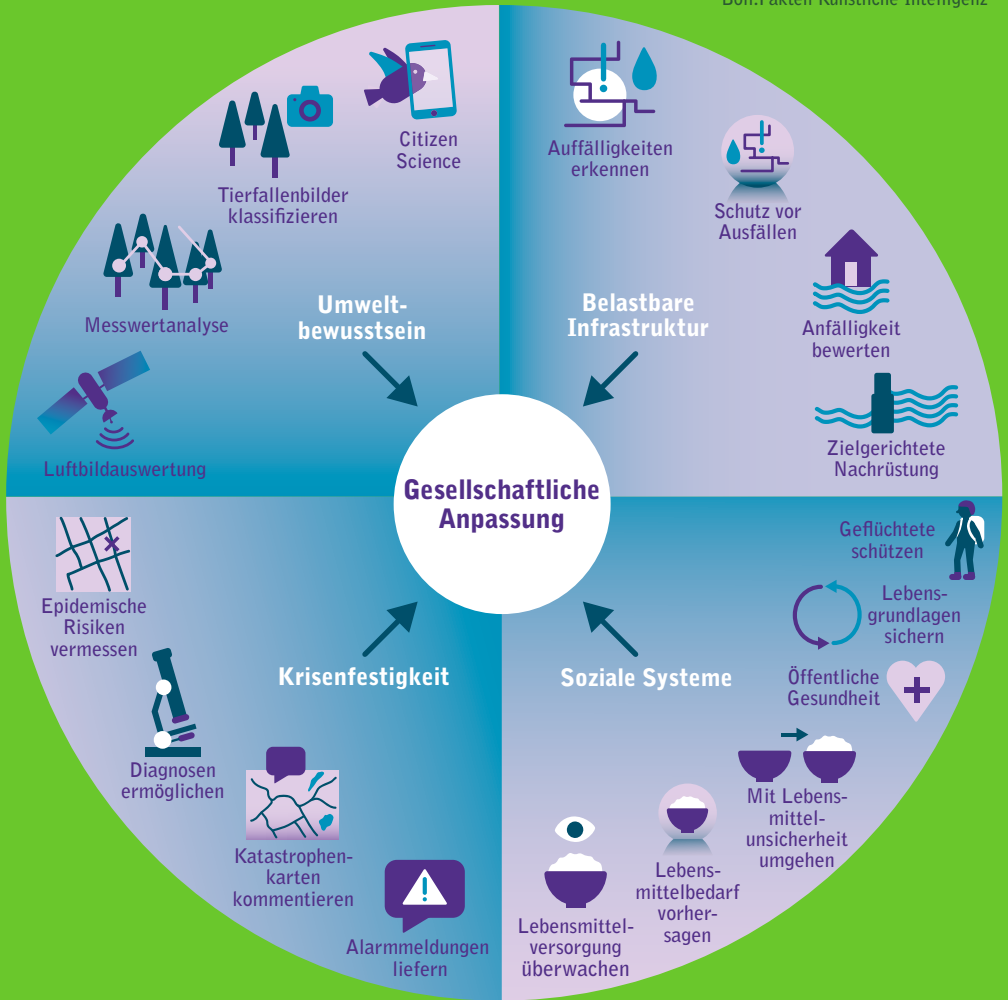 Citizen
Science
Tierfallenbilder
klassifizieren
Messwertanalyse
Luftbildauswertung
Umwelt-
bewusstsein
Auffälligkeiten
erkennen
Schutz vor
Ausfällen
Anfälligkeit
bewerten
Zielgerichtete
Nachrüstung
Belastbare
Infrastruktur
Gesellschaftliche
Anpassung
Epidemische
Risiken
vermessen
Diagnosen
ermöglichen
Katastrophen-
karten
kommentieren
Alarmmeldungen
liefern
Krisenfestigkeit
Soziale Systeme
Geflüchtete
schützen
Lebens-
grundlagen
sichern
Öffentliche
Gesundheit
Mit Lebens-
mittel-
unsicherheit
umgehen
Lebens-
mittelbedarf
vorher-
sagen
Lebensmittel-
versorgung
überwachen